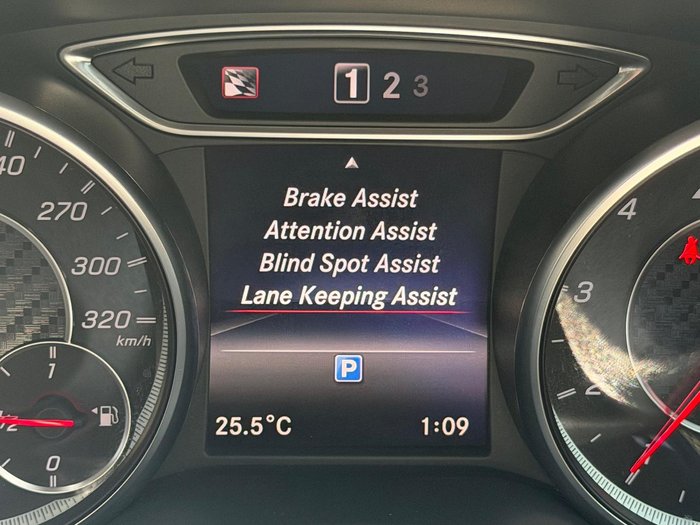 1 2 3
Brake Assist
Attention Assist
Blind Spot Assist
Lane Keeping Assist
P
25.5°C 1:09
270
300
320
km/h
1
0
4
3
2